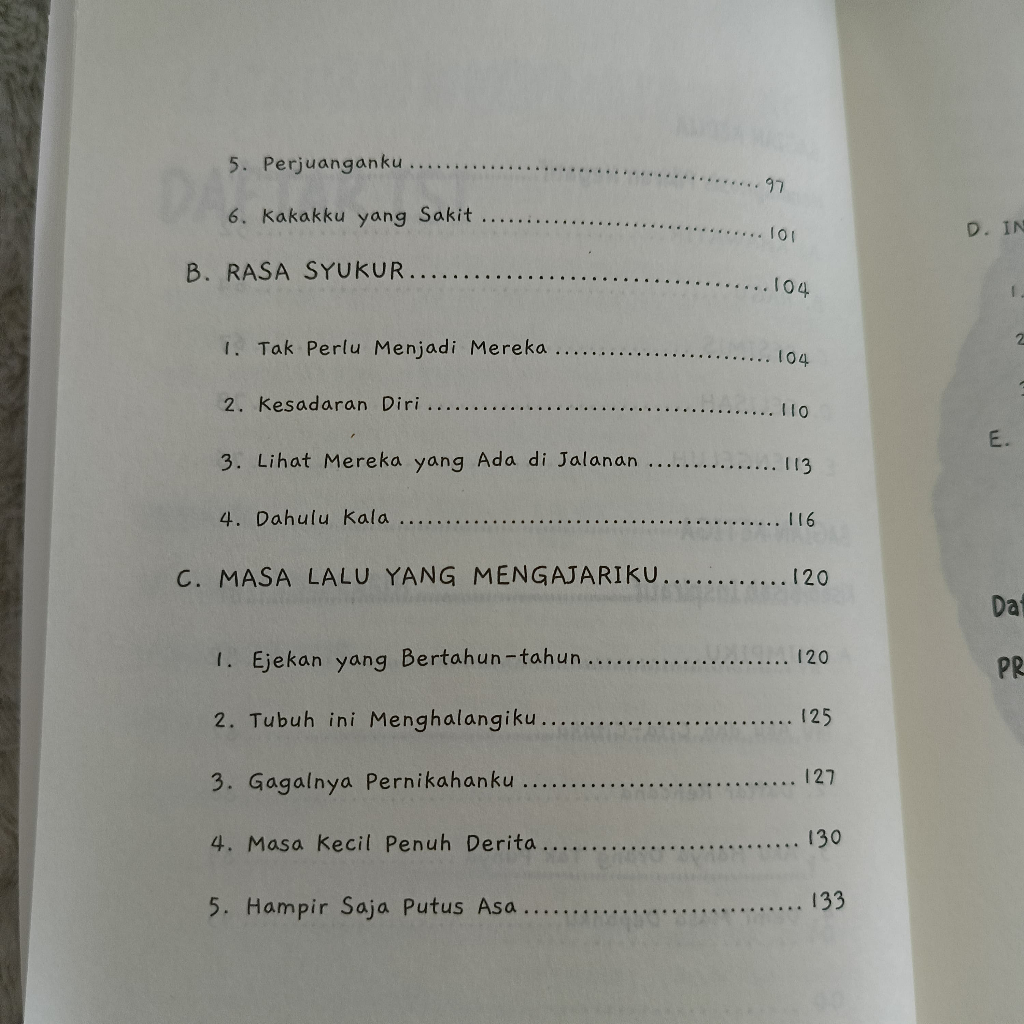 5. Perjuanganku ........................................ 97
6. Kakakku yang Sakit ................................ 101
B. RASA SYUKUR ........................................ 104
1. Tak Perlu Menjadi Mereka ........................ 104
2. Kesadaran Diri ....................................... 110
3. Lihat Mereka yang Ada di Jalanan ............... 113
4. Dahulu Kala .......................................... 116
C. MASA LALU YANG MENGAJARIKU ............ 120
1. Ejekan yang Bertahun-tahun ...................... 120
2. Tubuh ini Menghalangiku ........................... 125
3. Gagalnya Pernikahanku .............................. 127
4. Masa Kecil Penuh Derita ............................ 130
5. Hampir Saja Putus Asa ............................... 133
D.
1.
2
E.